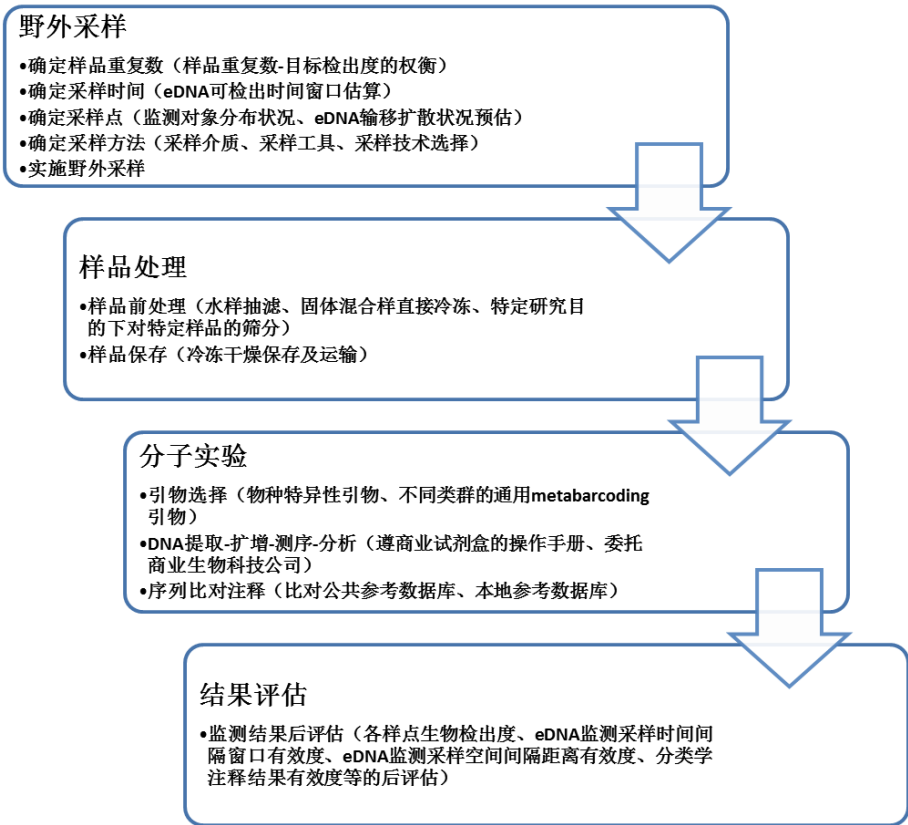 野外采样
•确定样品重复数（样品重复数-目标检出度的权衡）
•确定采样时间（eDNA可检出时间窗口估算）
•确定采样点（监测对象分布状况、eDNA输移扩散状况预估）
•确定采样方法（采样介质、采样工具、采样技术选择）
•实施野外采样
样品处理
•样品前处理（水样抽滤、固体混合样直接冷冻、特定研究目
的下对特定样品的筛分）
•样品保存（冷冻干燥保存及运输）
分子实验
•引物选择（物种特异性引物、不同类群的通用metabarcoding
引物）
•DNA提取-扩增-测序-分析（遵商业试剂盒的操作手册、委托
商业生物科技公司）
•序列比对注释（比对公共参考数据库、本地参考数据库）
结果评估
•监测结果后评估（各样点生物检出度、eDNA监测采样时间间
隔窗口有效度、eDNA监测采样空间间隔距离有效度、分类学
注释结果有效度等的后评估）